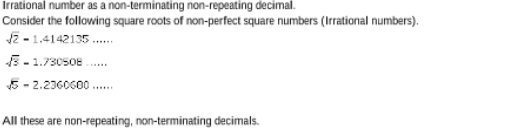 Irrational number as a non-terminating non-repeating decimal.
Consider the following square roots of non-perfect square numbers (Irrational numbers).
√2 = 1.4142135 ......
√3 = 1.730508 ......
√5 = 2.2360680 ......
All these are non-repeating, non-terminating decimals.